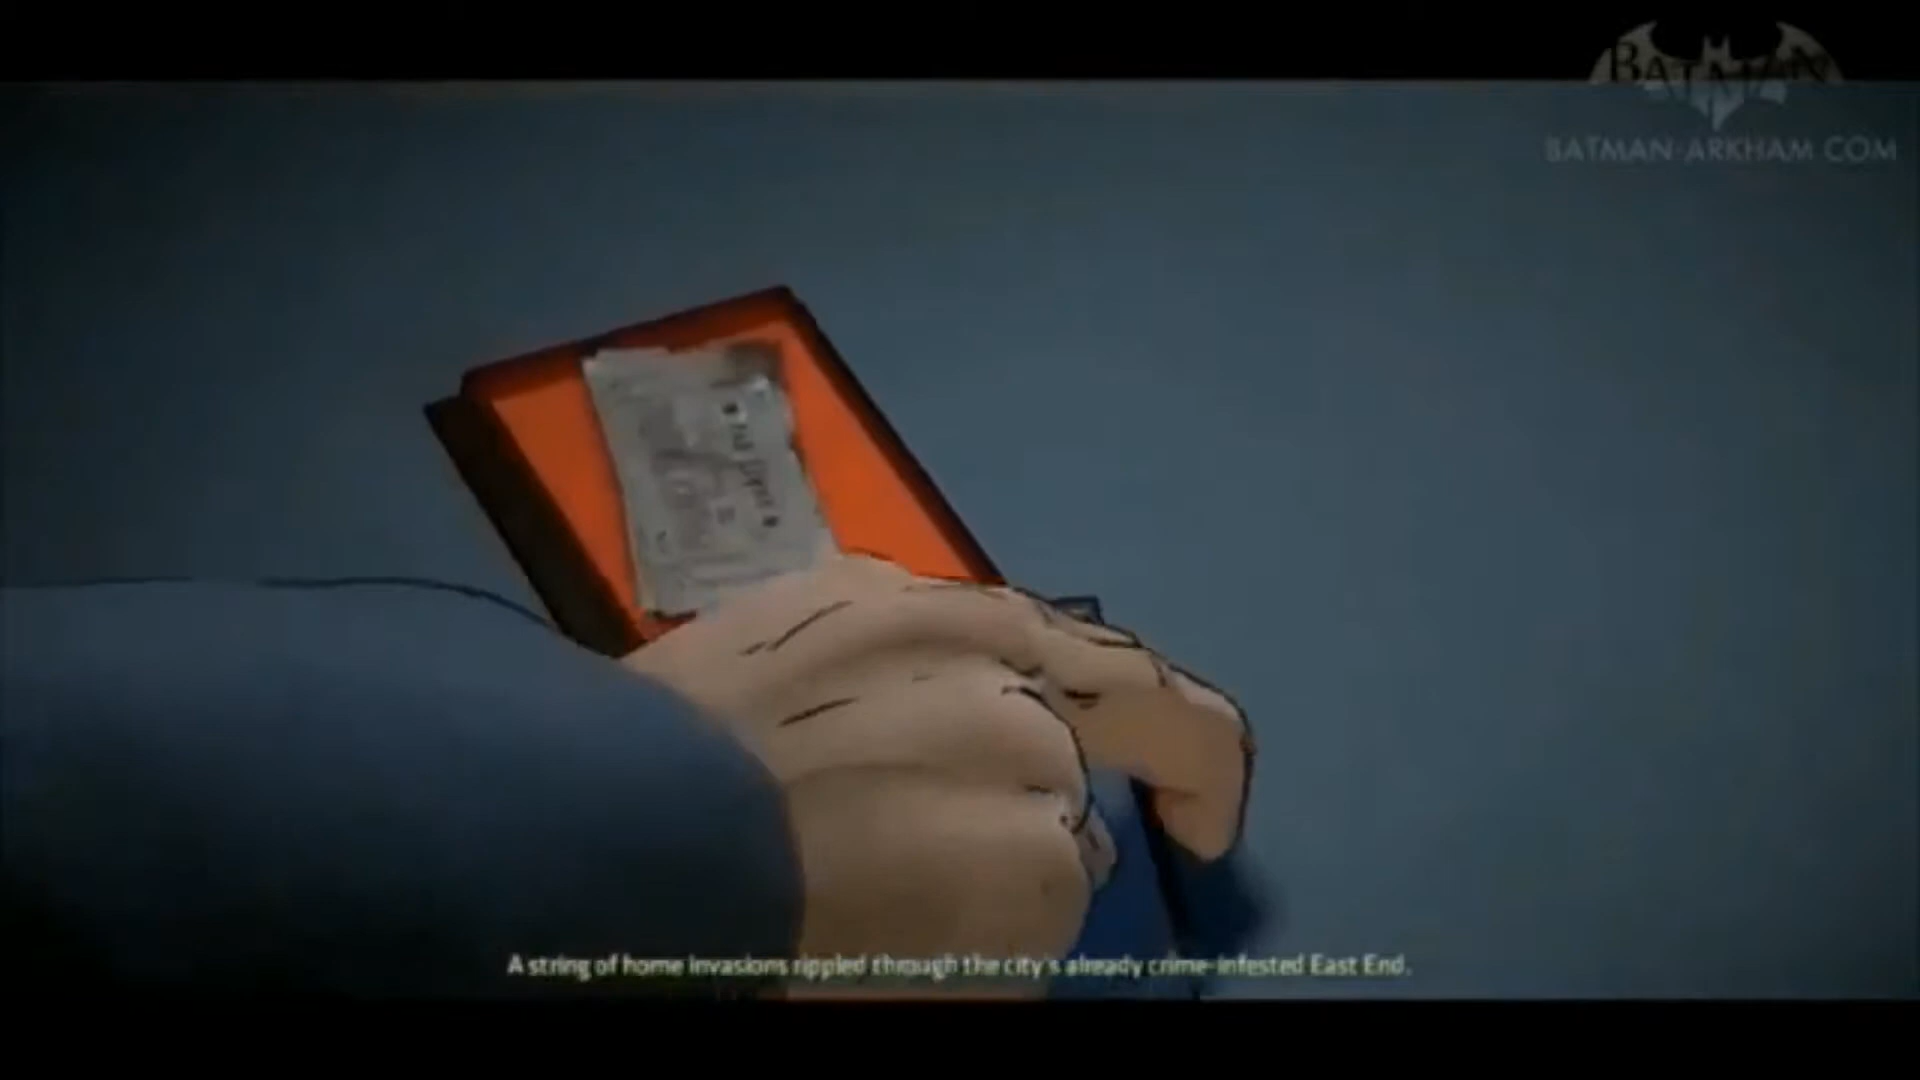 BATMAN
BATMAN-ARKHAM.COM
A string of home invasions rippled through the city's already crime-infested East End.